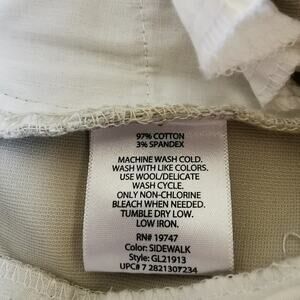 97% COTTON
3% SPANDEX
MACHINE WASH COLD.
WASH WITH LIKE COLORS.
USE WOOL/DELICATE
WASH CYCLE.
ONLY NON-CHLORINE
BLEACH WHEN NEEDED.
TUMBLE DRY LOW.
LOW IRON.
RN# 19747
Color: SIDEWALK
Style: GL21913
UPC# 7 28213077234